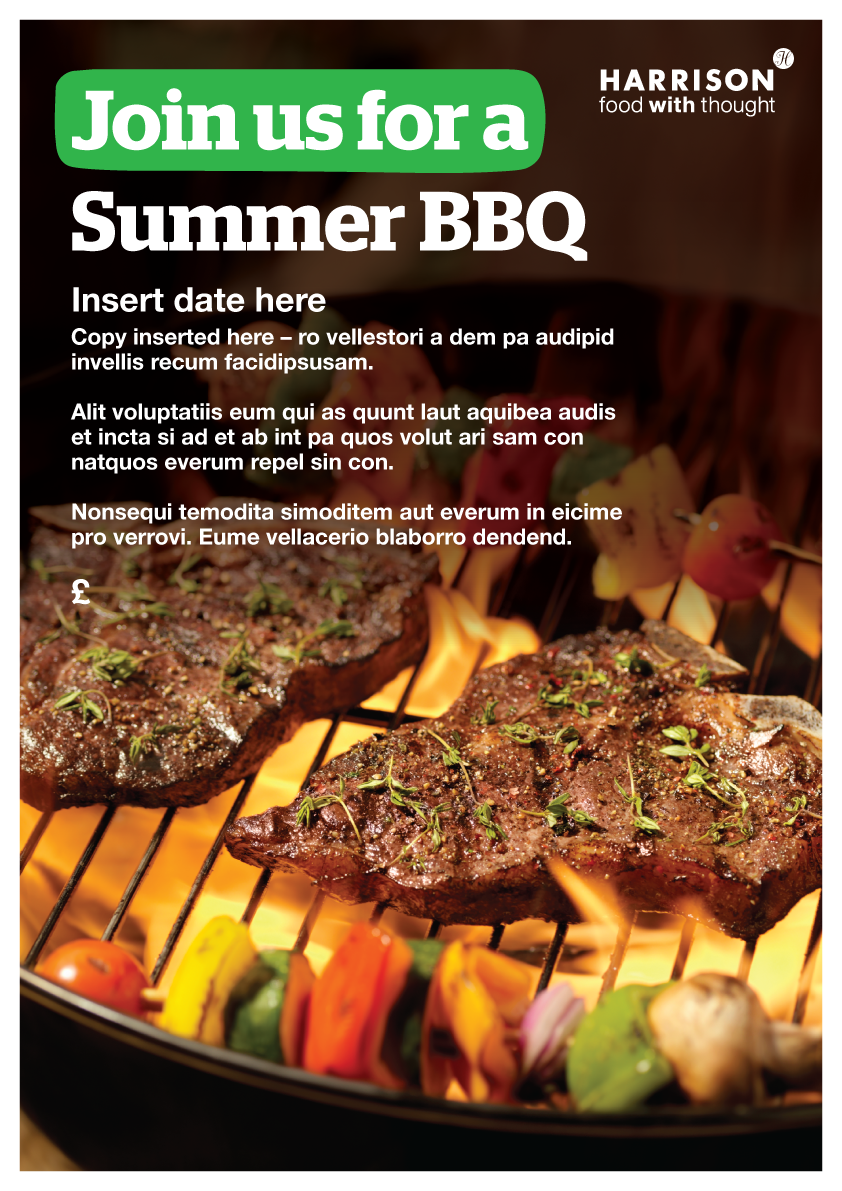 Join us for a
HARRISON
food with thought
Summer BBQ
Insert date here
Copy inserted here – ro vellestori a dem pa audipid
invellis recum facidipsusam.
Alit voluptatiis eum qui as quunt laut aquibea audis
et incta si ad et ab int pa quos volut ari sam con
natquos everum repel sin con.
Nonsequi temodita simoditem aut everum in eicime
pro verrovi. Eume vellacerio blaborro dendend.
£